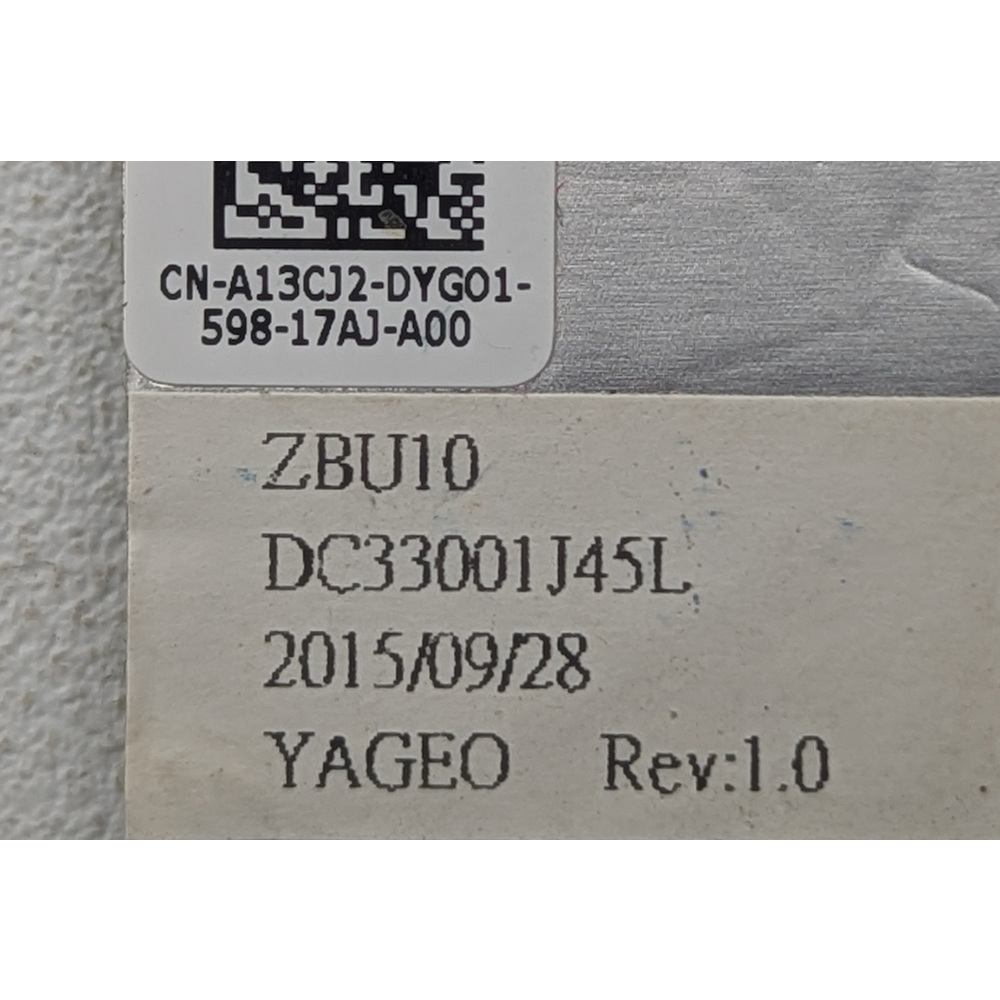 CN-A13CJ2-DYG01-
598-17AJ-A00
ZBU10
DC33001J45L
2015/09/28
YAGEO Rev:1.0